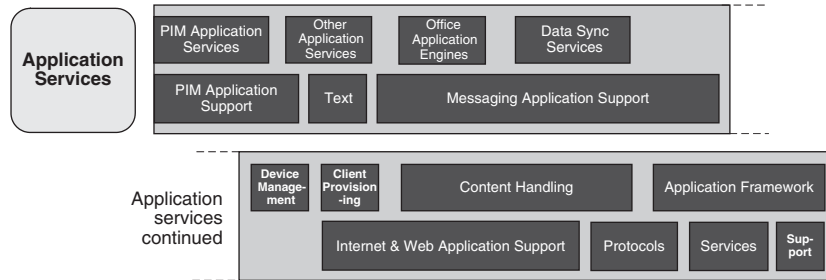 Application
Services
PIM Application
Services
Other
Application
Services
Office
Application
Engines
Data Sync
Services
PIM Application
Support
Text
Messaging Application Support
Application
services
continued
Device
Manage-
ment
Client
Provision
-ing
Content Handling
Application Framework
Internet & Web Application Support
Protocols
Services
Sup-
port